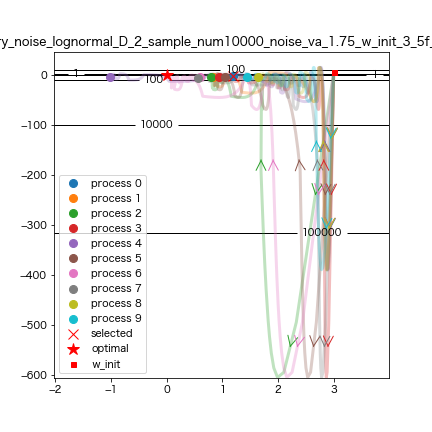 ry_noise_lognormal_D_2_sample_num10000_noise_va_1.75_w_init_3_5f_
0
−100
−200
−300
−400
−500
−600
−2
−1
0
1
2
3
1
100
100
1
10000
100000
process 0
process 1
process 2
process 3
process 4
process 5
process 6
process 7
process 8
process 9
selected
optimal
w_init